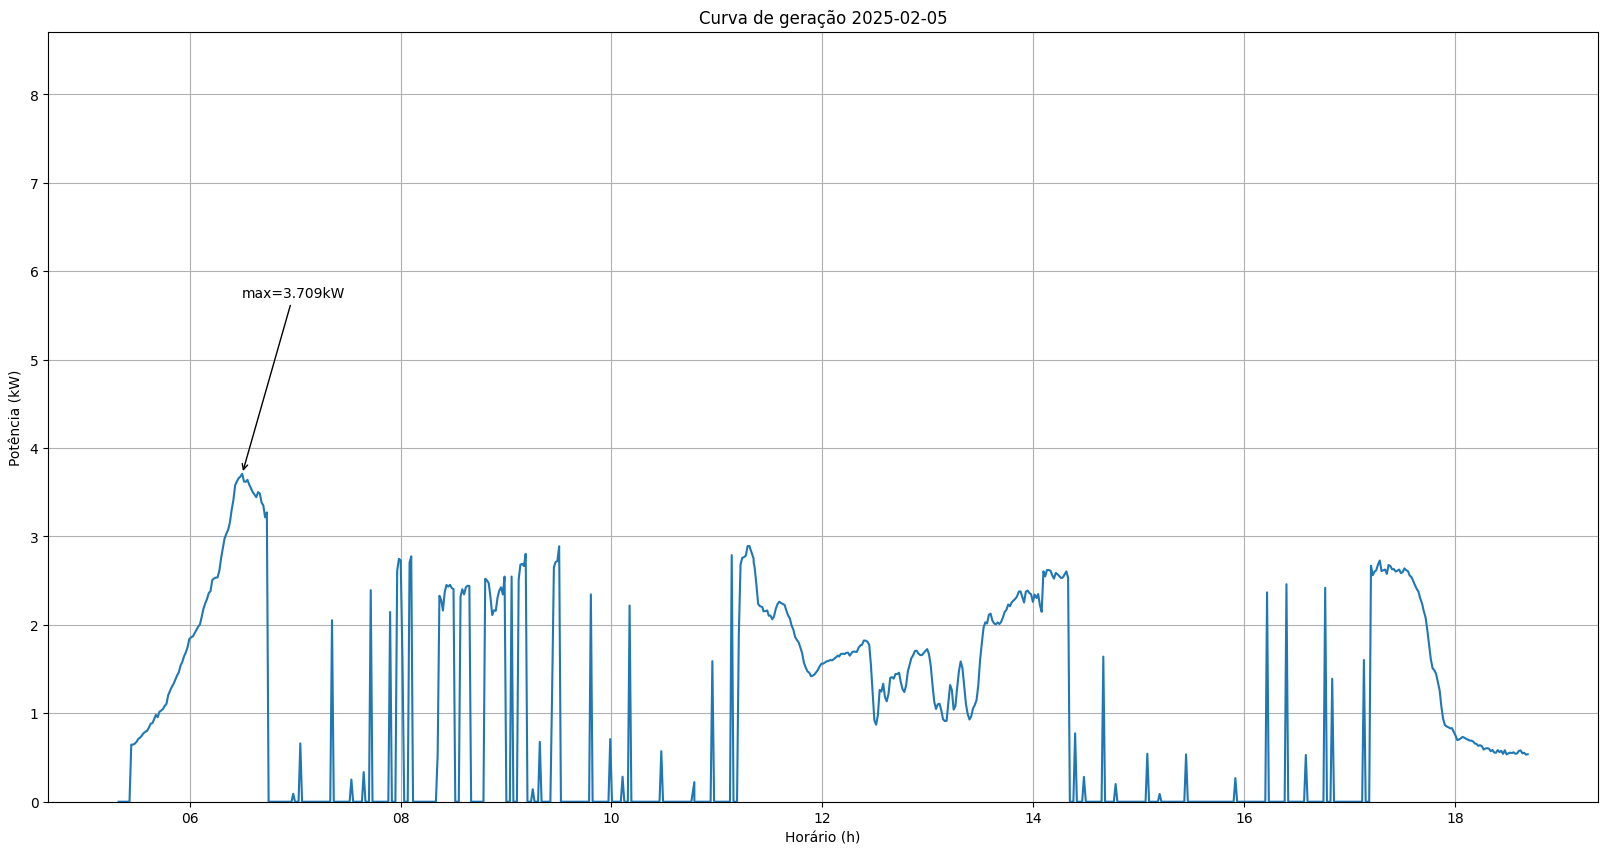 Curva de geração 2025-02-05
8
7
6
max=3.709kW
5
4
3
2
1
0
Potência (kW)
06 08 10 12 14 16 18
Horário (h)